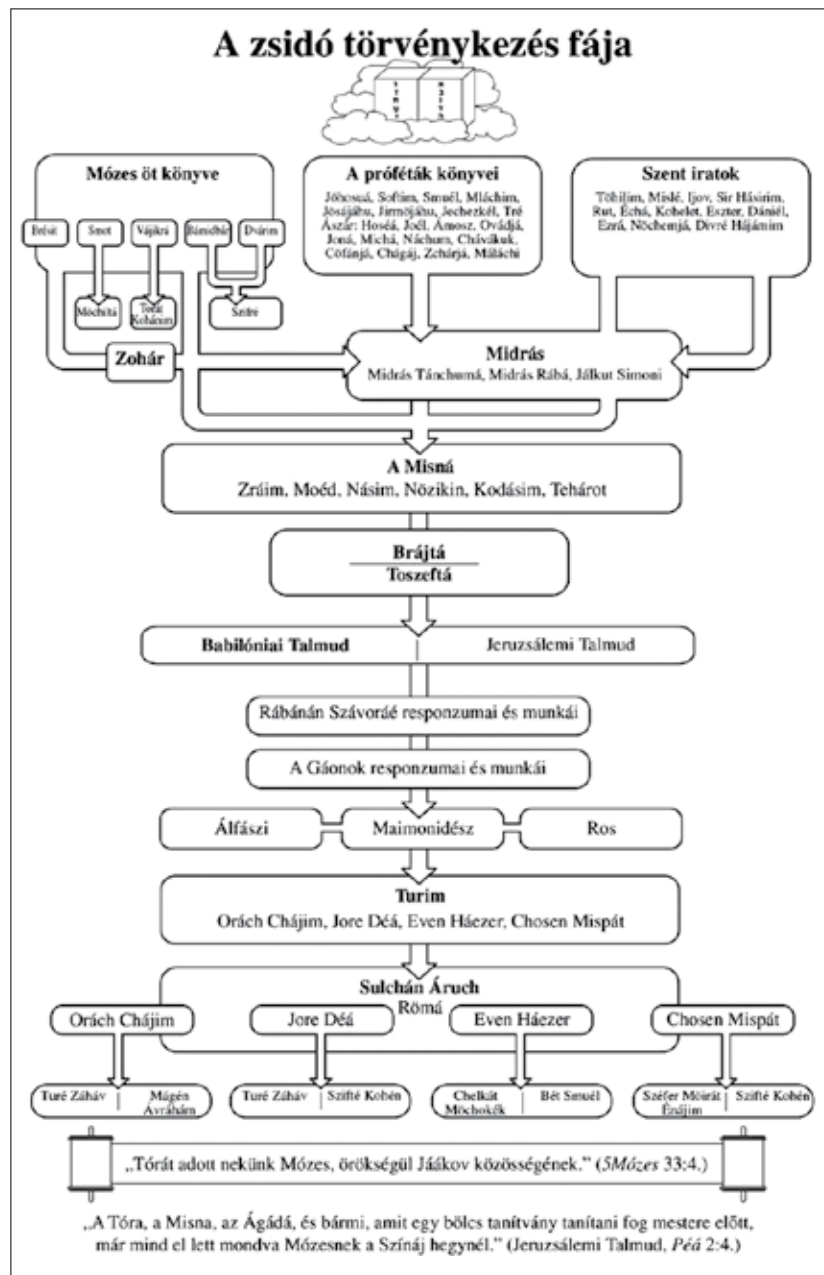 A zsidó törvénykezés fája
Mózes öt könyve
Brésit
Smot
Vájikrá
Bámidbár
Dvárim
Möchiltá
Torát
Kohánim
Szifré
A próféták könyvei
Jöhosuá, Softim, Smuél, Mláchim,
Jösájáhu, Jirmöjáhu, Jechezkél, Tré
Ászár: Hoséá, Joél, Ámosz, Ovádjá,
Joná, Michá, Náchum, Chávákuk,
Cöfánjá, Chágáj, Zchárjá, Máláchi
Szent iratok
Töhilim, Mislé, Ijov, Sir Hásirim,
Rut, Échá, Kohelet, Eszter, Dániél,
Ezrá, Nöchemjá, Divré Hájámim
Zohár
Midrás
Midrás Tánchumá, Midrás Rábá, Jálkut Simoni
A Misná
Zráim, Moéd, Násim, Nözikin, Kodásim, Tehárot
Brájtá
Toszeftá
Babilóniai Talmud
Jeruzsálemi Talmud
Rábánán Szávoráé responzumai és munkái
A Gáonok responzumai és munkái
Álfászi
Maimonidész
Ros
Turim
Orách Chájim, Jore Déá, Even Háezer, Chosen Mispát
Sulchán Áruch
Römá
Orách Chájim
Jore Déá
Even Háezer
Chosen Mispát
Turé Záháv
Mágén
Ávráhám
Turé Záháv
Szifté Kohén
Chelkát
Möchokék
Bét Smuél
Széfer Möirát
Énájim
Szifté Kohén
„Tórát adott nekünk Mózes, örökségül Jáákov közösségének.” (5Mózes 33:4.)
„A Tóra, a Misna, az Ágádá, és bármi, amit egy bölcs tanítvány tanítani fog mestere előtt,
már mind el lett mondva Mózesnek a Színáj hegynél.” (Jeruzsálemi Talmud, Péá 2:4.)